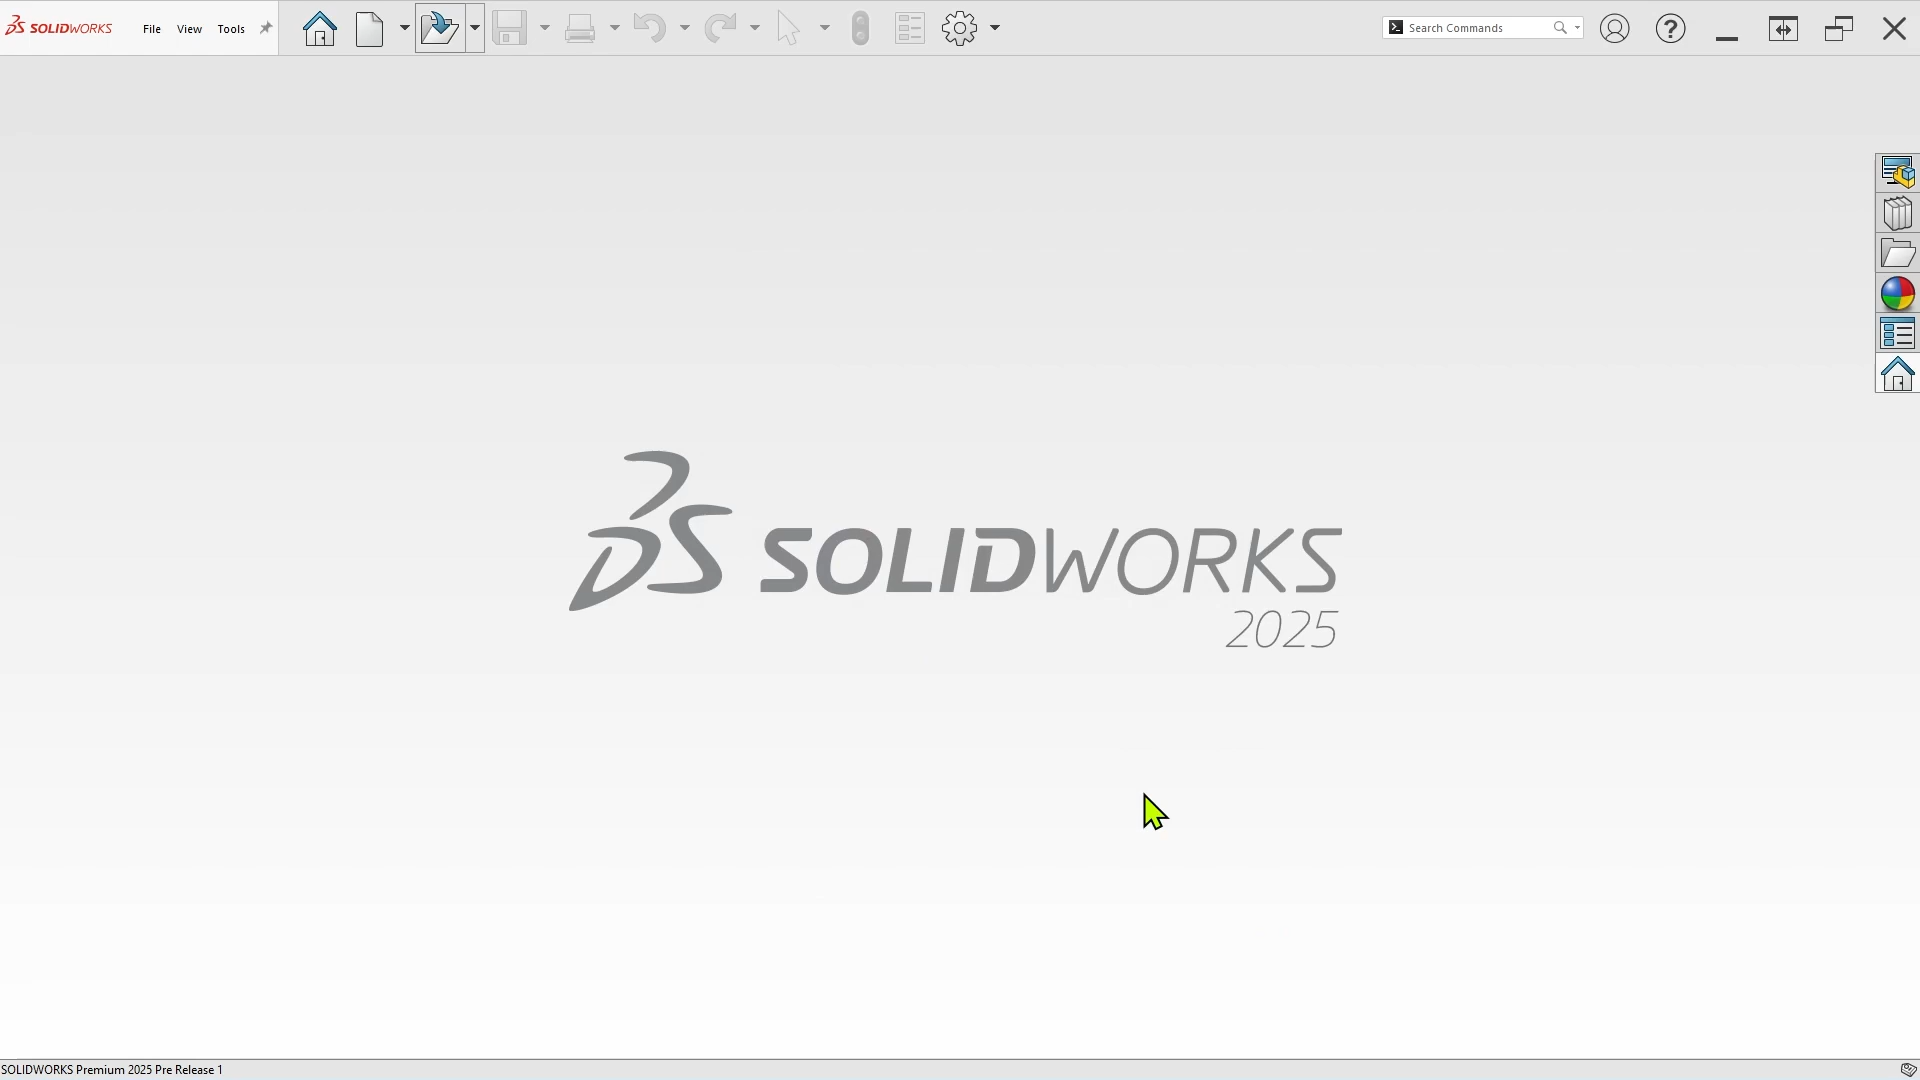 SOLIDWORKS File View Tools Search Commands
SOLIDWORKS
2025
SOLIDWORKS Premium 2025 Pre Release 1